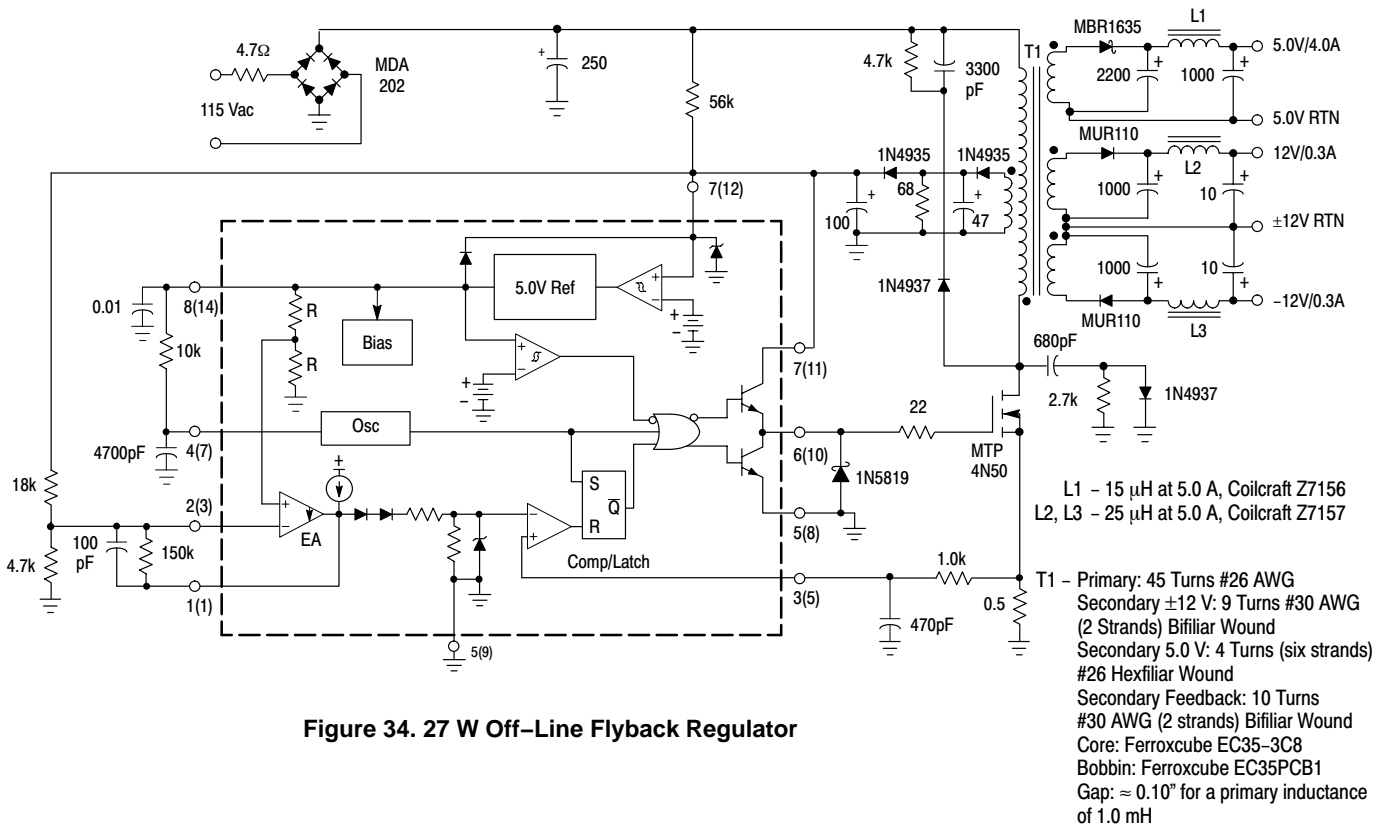 4.7Ω
MDA
202
115 Vac
+
250
56k
4.7k
3300
pF
T1
MBR1635
L1
+
2200
+
1000
5.0V/4.0A
5.0V RTN
MUR110
L2
+
1000
+
10
12V/0.3A
±12V RTN
+
1000
+
10
MUR110
L3
–12V/0.3A
1N4935
1N4935
68
+
100
+
47
7(12)
1N4937
680pF
2.7k
1N4937
0.01
8(14)
R
R
Bias
5.0V Ref
+
–
+
–
+
–
+
–
10k
7(11)
Osc
4700pF
4(7)
22
6(10)
MTP
4N50
1N5819
18k
+
S
Q
R
5(8)
2(3)
+
–
EA
–
+
Comp/Latch
100
pF
150k
4.7k
1(1)
1.0k
3(5)
0.5
470pF
5(9)
L1 – 15 μH at 5.0 A, Coilcraft Z7156
L2, L3 – 25 μH at 5.0 A, Coilcraft Z7157
T1 – Primary: 45 Turns #26 AWG
Secondary ±12 V: 9 Turns #30 AWG
(2 Strands) Bifiliar Wound
Secondary 5.0 V: 4 Turns (six strands)
#26 Hexfiliar Wound
Secondary Feedback: 10 Turns
#30 AWG (2 strands) Bifiliar Wound
Core: Ferroxcube EC35–3C8
Bobbin: Ferroxcube EC35PCB1
Gap: ≈ 0.10" for a primary inductance
of 1.0 mH
Figure 34. 27 W Off–Line Flyback Regulator